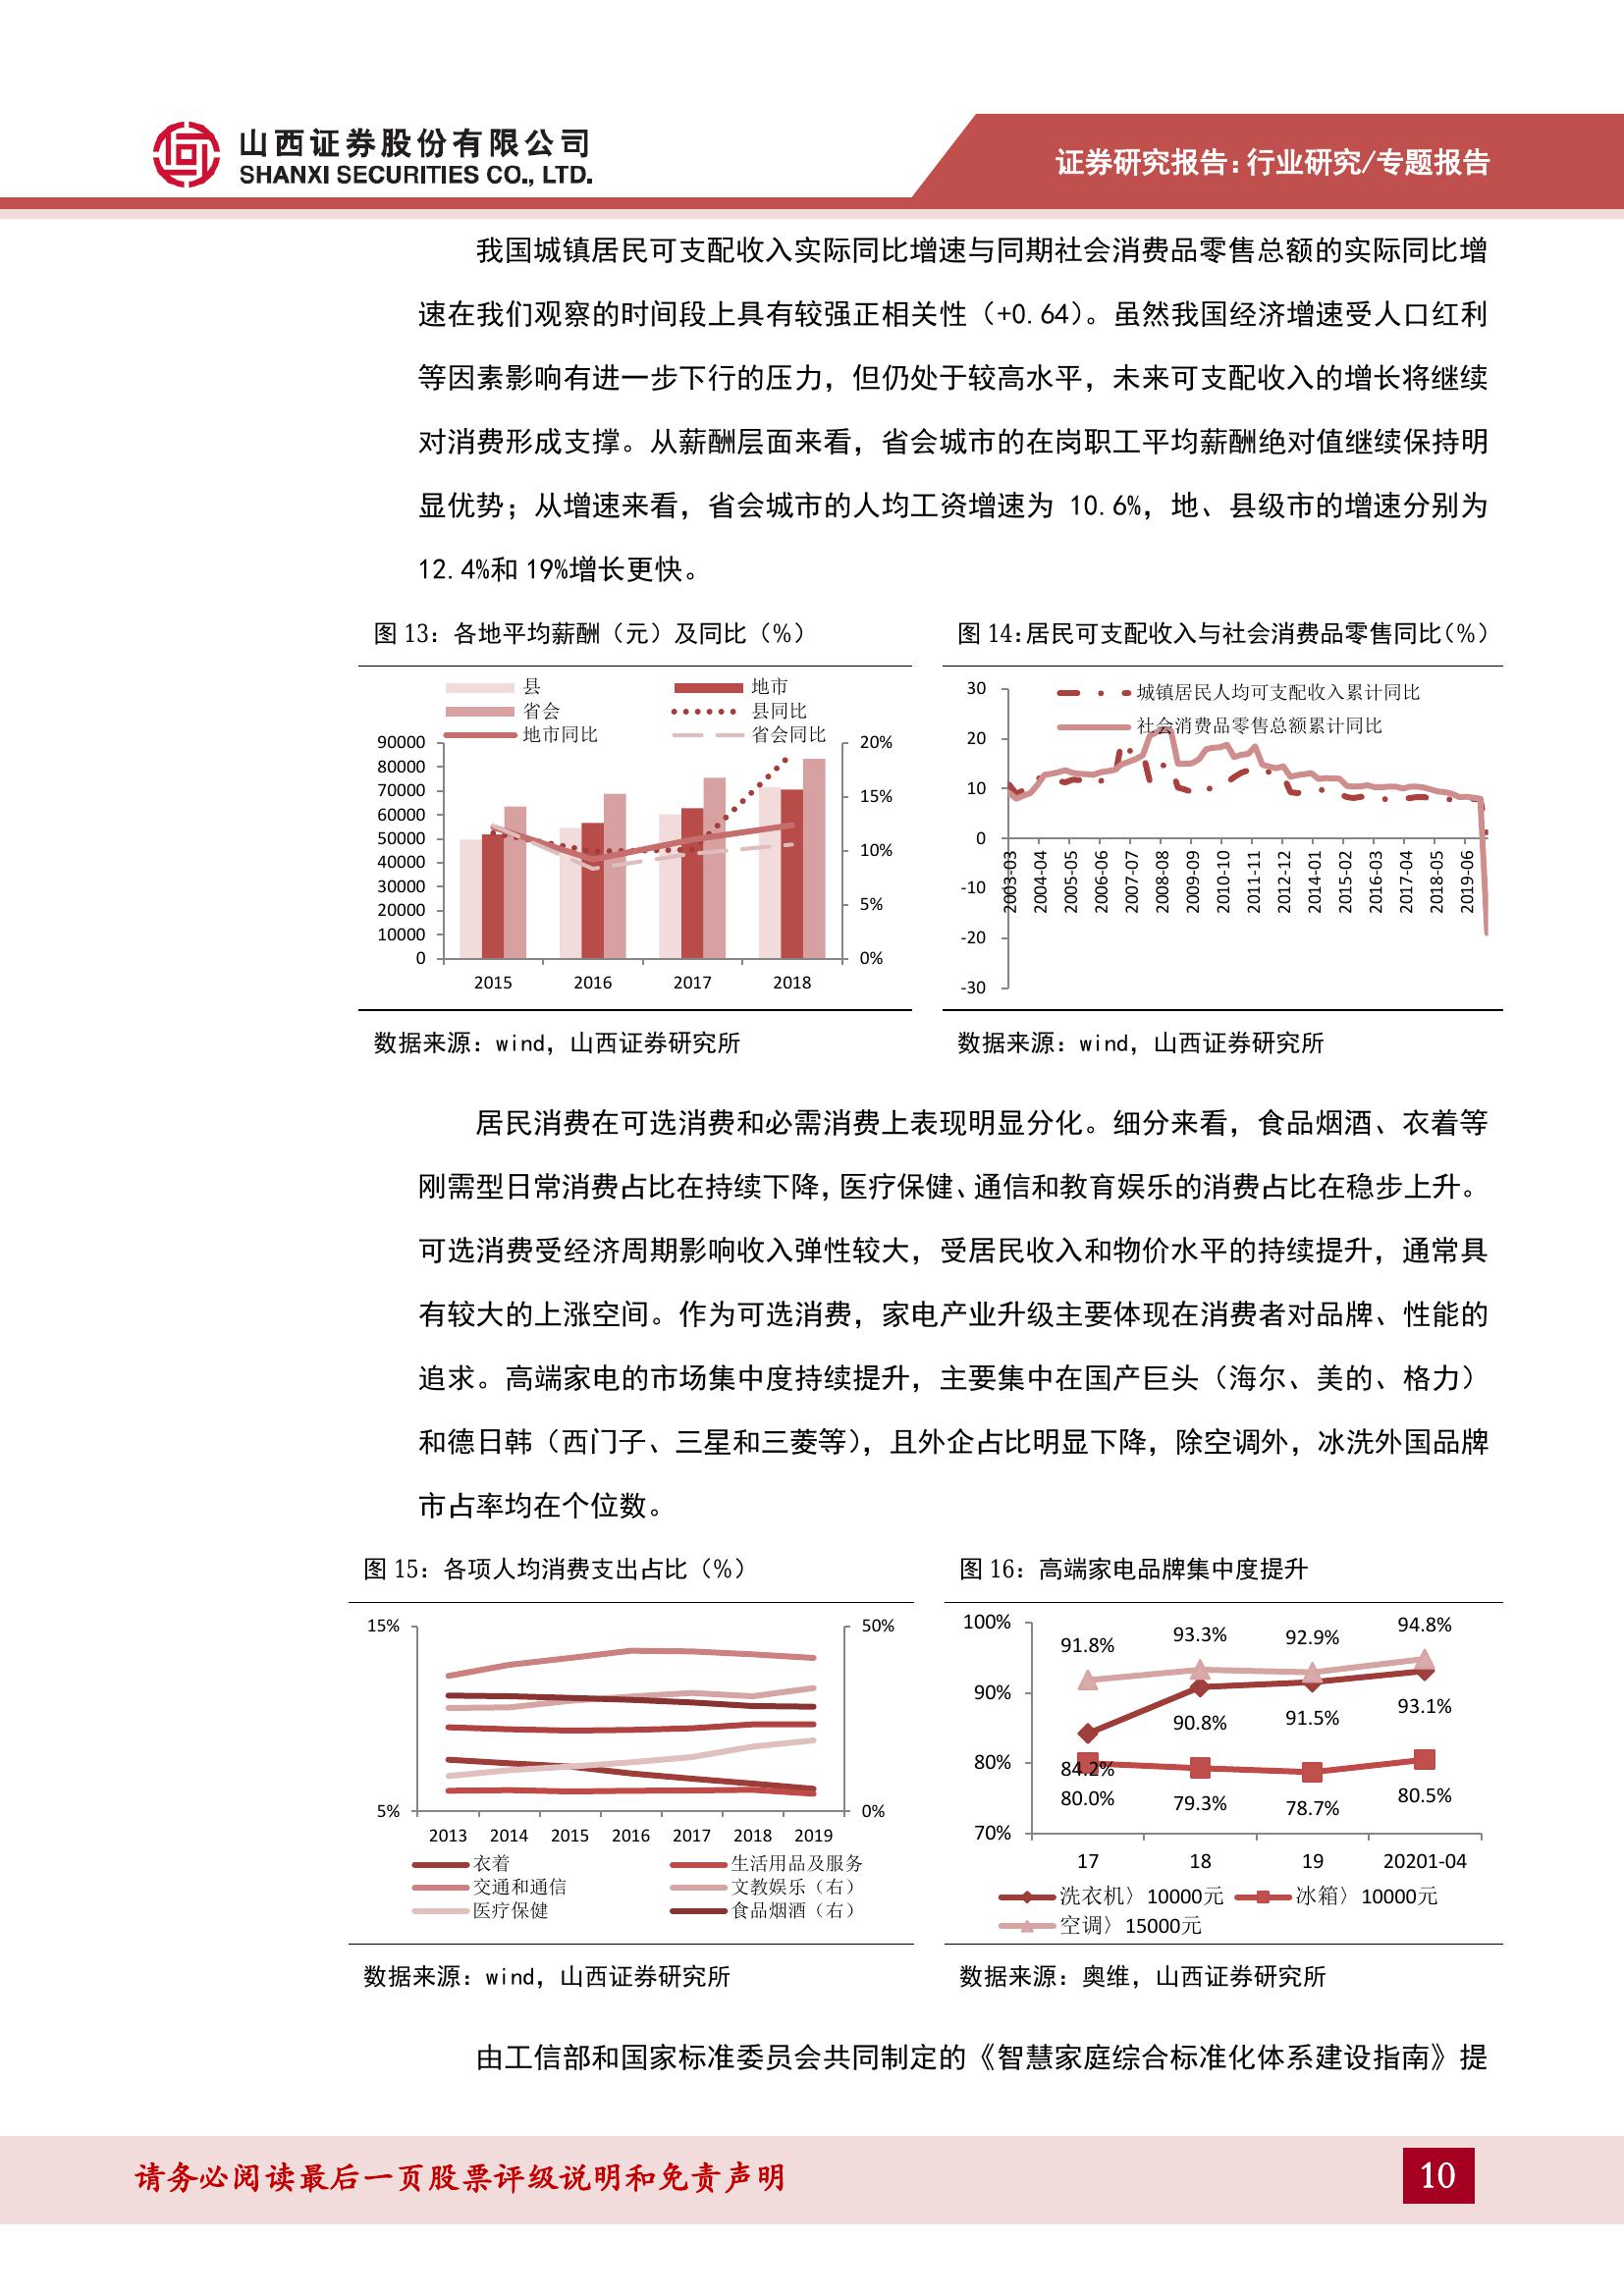 山西证券股份有限公司
SHANXI SECURITIES CO., LTD.
证券研究报告:行业研究/专题报告
我国城镇居民可支配收入实际同比增速与同期社会消费品零售总额的实际同比增
速在我们观察的时间段上具有较强正相关性（+0.64）。虽然我国经济增速受人口红利
等因素影响有进一步下行的压力，但仍处于较高水平，未来可支配收入的增长将继续
对消费形成支撑。从薪酬层面来看，省会城市的在岗职工平均薪酬绝对值继续保持明
显优势；从增速来看，省会城市的人均工资增速为 10.6%，地、县级市的增速分别为
12.4%和 19%增长更快。
图 13：各地平均薪酬（元）及同比（%）
县
地市
省会
县同比
地市同比
省会同比
90000
80000
70000
60000
50000
40000
30000
20000
10000
0
20%
15%
10%
5%
0%
2015
2016
2017
2018
数据来源：wind，山西证券研究所
图 14:居民可支配收入与社会消费品零售同比(%)
城镇居民人均可支配收入累计同比
社会消费品零售总额累计同比
30
20
10
0
-10
-20
-30
2003-03
2004-04
2005-05
2006-06
2007-07
2008-08
2009-09
2010-10
2011-11
2012-12
2014-01
2015-02
2016-03
2017-04
2018-05
2019-06
数据来源：wind，山西证券研究所
居民消费在可选消费和必需消费上表现明显分化。细分来看，食品烟酒、衣着等
刚需型日常消费占比在持续下降，医疗保健、通信和教育娱乐的消费占比在稳步上升。
可选消费受经济周期影响收入弹性较大，受居民收入和物价水平的持续提升，通常具
有较大的上涨空间。作为可选消费，家电产业升级主要体现在消费者对品牌、性能的
追求。高端家电的市场集中度持续提升，主要集中在国产巨头（海尔、美的、格力）
和德日韩（西门子、三星和三菱等），且外企占比明显下降，除空调外，冰洗外国品牌
市占率均在个位数。
图 15：各项人均消费支出占比（%）
15%
5%
50%
0%
2013
2014
2015
2016
2017
2018
2019
衣着
生活用品及服务
交通和通信
文教娱乐（右）
医疗保健
食品烟酒（右）
数据来源：wind，山西证券研究所
图 16：高端家电品牌集中度提升
100%
90%
80%
70%
91.8%
93.3%
92.9%
94.8%
84.2%
90.8%
91.5%
93.1%
80.0%
79.3%
78.7%
80.5%
17
18
19
20201-04
洗衣机〉10000元
冰箱〉10000元
空调〉15000元
数据来源：奥维，山西证券研究所
由工信部和国家标准委员会共同制定的《智慧家庭综合标准化体系建设指南》提
请务必阅读最后一页股票评级说明和免责声明
10